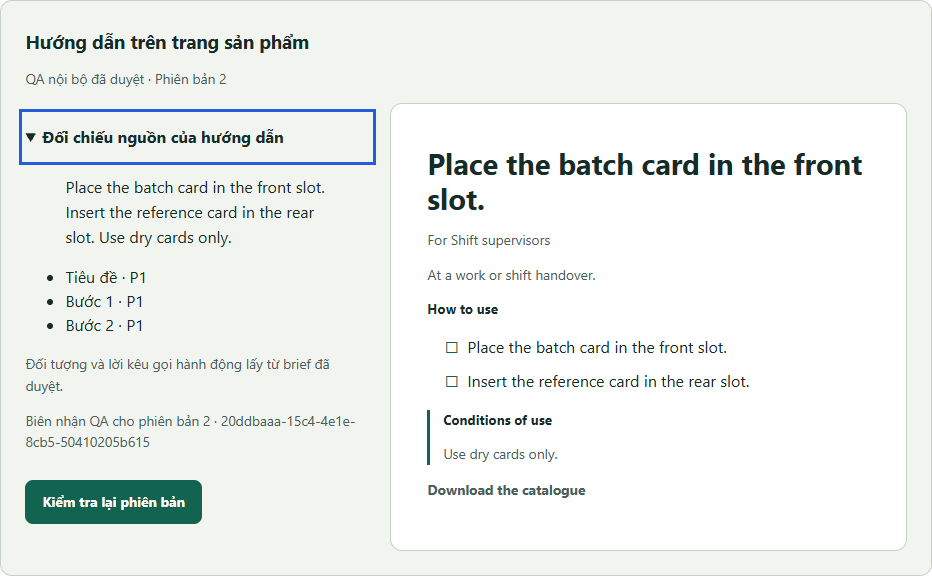 Hướng dẫn trên trang sản phẩm
QA nội bộ đã duyệt · Phiên bản 2
▼ Đối chiếu nguồn của hướng dẫn
Place the batch card in the front slot.
Insert the reference card in the rear
slot. Use dry cards only.
• Tiêu đề · P1
• Bước 1 · P1
• Bước 2 · P1
Đối tượng và lời kêu gọi hành động lấy từ brief đã
duyệt.
Biên nhận QA cho phiên bản 2 · 20ddbaaa-15c4-4e1e-
8cb5-50410205b615
Kiểm tra lại phiên bản
Place the batch card in the front
slot.
For Shift supervisors
At a work or shift handover.
How to use
☐ Place the batch card in the front slot.
☐ Insert the reference card in the rear slot.
Conditions of use
Use dry cards only.
Download the catalogue